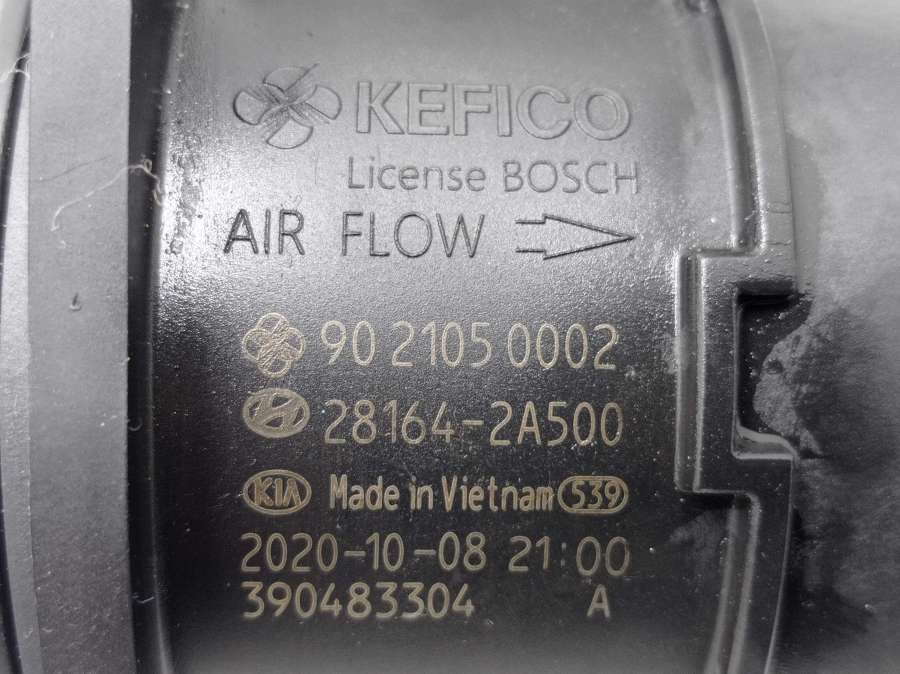 KEFICO
License BOSCH
AIR FLOW
90 2105 0002
28164-2A500
KIA Made in Vietnam 539
2020-10-08 21:00
390483304 A